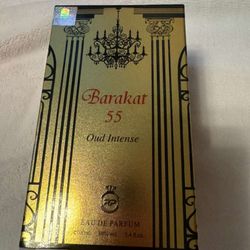 Barakat
55
Oud Intense
EAU DE PARFUM